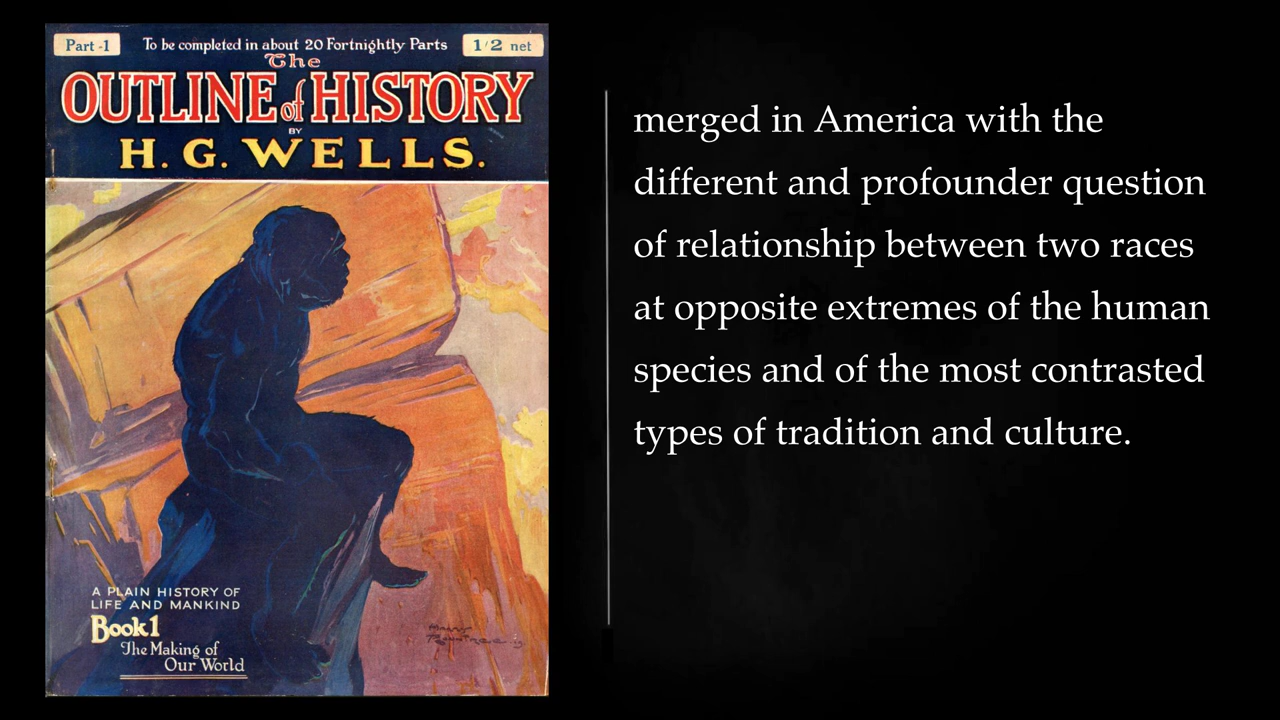 Part -1
To be completed in about 20 Fortnightly Parts
1/2 net
The
OUTLINE of HISTORY
BY
H. G. WELLS.
A PLAIN HISTORY OF
LIFE AND MANKIND
Book 1
The Making of
Our World
merged in America with the
different and profounder question
of relationship between two races
at opposite extremes of the human
species and of the most contrasted
types of tradition and culture.